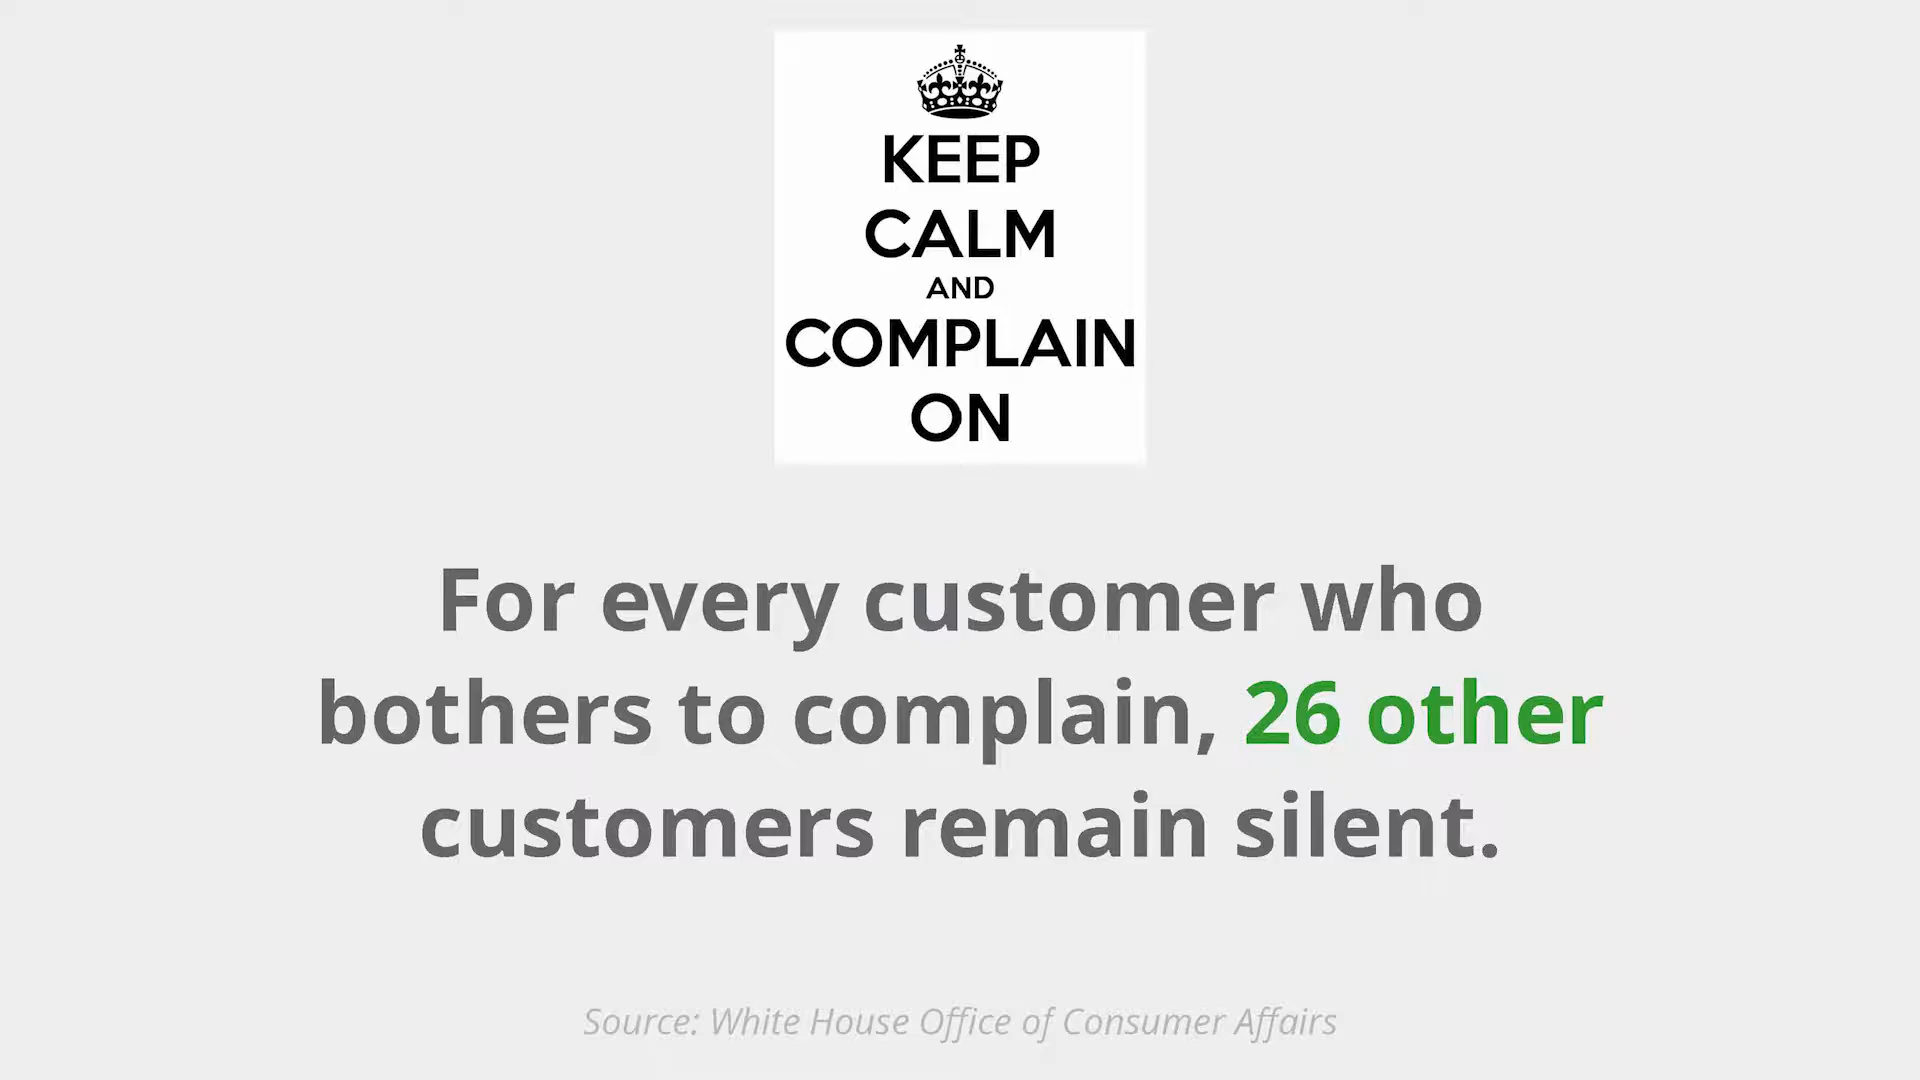 KEEP
CALM
AND
COMPLAIN
ON
For every customer who
bothers to complain, 26 other
customers remain silent.
Source: White House Office of Consumer Affairs